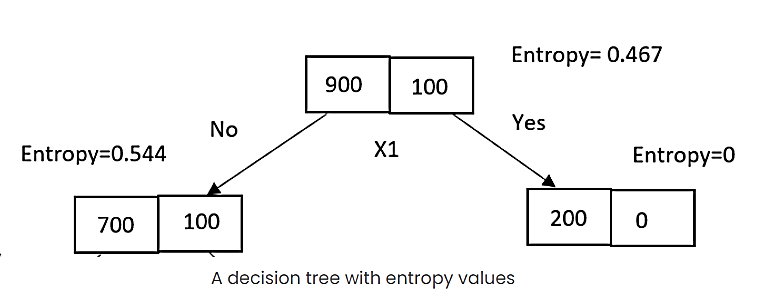 Entropy= 0.467
900 100
No
Yes
X1
Entropy=0.544
Entropy=0
700 100
200 0
A decision tree with entropy values